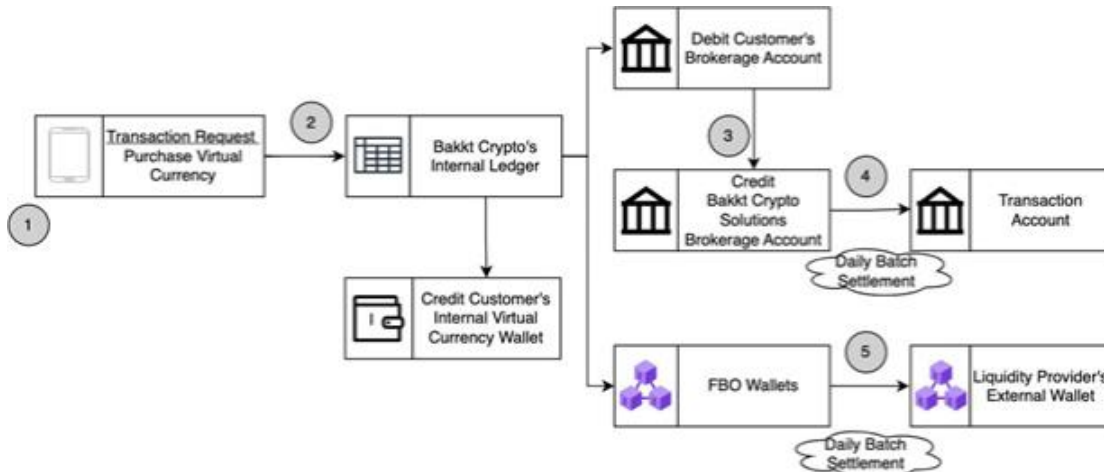 Debit Customer's
Brokerage Account
Transaction Request
Purchase Virtual
Currency
2
Bakkt Crypto's
Internal Ledger
3
1
Credit
Bakkt Crypto
Solutions
Brokerage Account
4
Transaction
Account
Daily Batch
Settlement
Credit Customer's
Internal Virtual
Currency Wallet
FBO Wallets
5
Liquidity Provider's
External Wallet
Daily Batch
Settlement